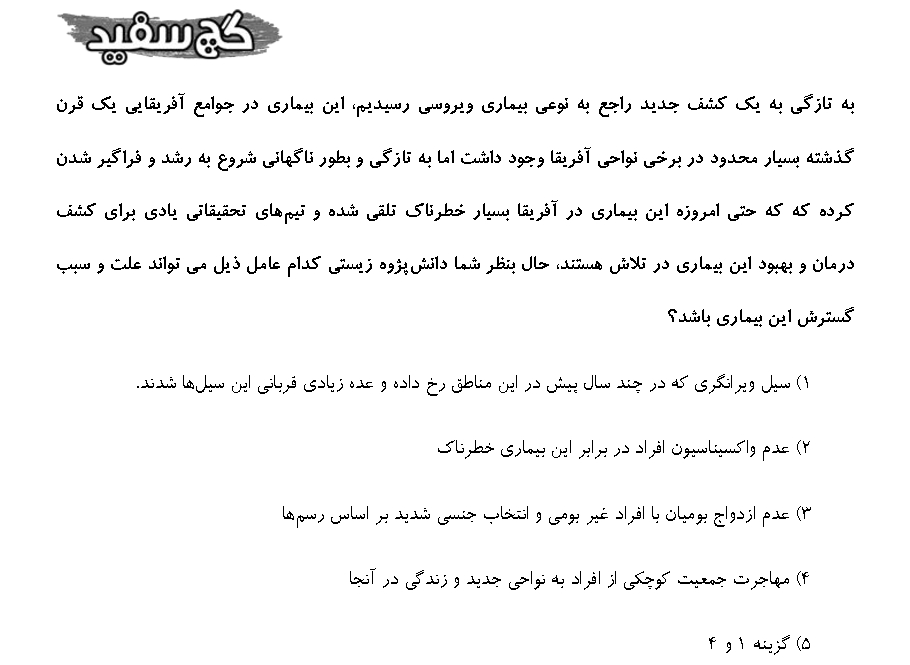 گچ سفید
به تازگی به یک کشف جدید راجع به نوعی بیماری ویروسی رسیدیم، این بیماری در جوامع آفریقایی یک قرن
گذشته بسیار محدود در برخی نواحی آفریقا وجود داشت اما به تازگی و بطور ناگهانی شروع به رشد و فراگیر شدن
کرده که که حتی امروزه این بیماری در آفریقا بسیار خطرناک تلقی شده و تیم‌های تحقیقاتی یادی برای کشف
درمان و بهبود این بیماری در تلاش هستند، حال بنظر شما دانش‌پژوه زیستی کدام عامل ذیل می تواند علت و سبب
گسترش این بیماری باشد؟
۱) سیل ویرانگری که در چند سال پیش در این مناطق رخ داده و عده زیادی قربانی این سیل‌ها شدند.
۲) عدم واکسیناسیون افراد در برابر این بیماری خطرناک
۳) عدم ازدواج بومیان با افراد غیر بومی و انتخاب جنسی شدید بر اساس رسم‌ها
۴) مهاجرت جمعیت کوچکی از افراد به نواحی جدید و زندگی در آنجا
۵) گزینه ۱ و ۴